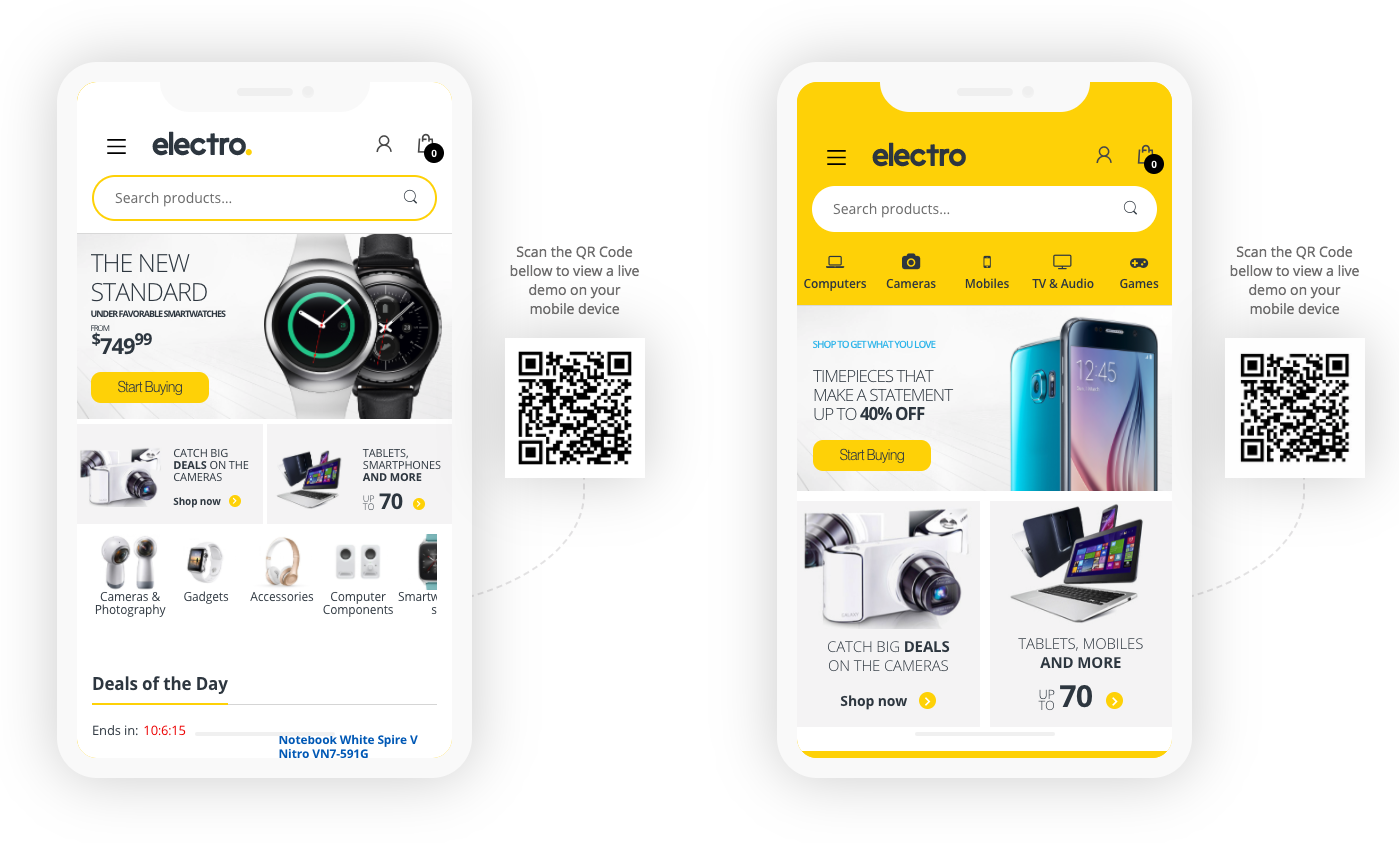 electro.
0
Search products...
THE NEW
STANDARD
UNDER FAVORABLE SMARTWATCHES
FROM
$74999
Start Buying
CATCH BIG
DEALS ON THE
CAMERAS
Shop now
TABLETS,
SMARTPHONES
AND MORE
UP TO 70
Cameras &
Photography
Gadgets
Accessories
Computer
Components
Smartw
s
Deals of the Day
Ends in: 10:6:15
Notebook White Spire V
Nitro VN7-591G
Scan the QR Code
bellow to view a live
demo on your
mobile device
electro
0
Search products...
Computers
Cameras
Mobiles
TV & Audio
Games
SHOP TO GET WHAT YOU LOVE
TIMEPIECES THAT
MAKE A STATEMENT
UP TO 40% OFF
Start Buying
12:45
CATCH BIG DEALS
ON THE CAMERAS
Shop now
TABLETS, MOBILES
AND MORE
UP TO 70
Scan the QR Code
bellow to view a live
demo on your
mobile device